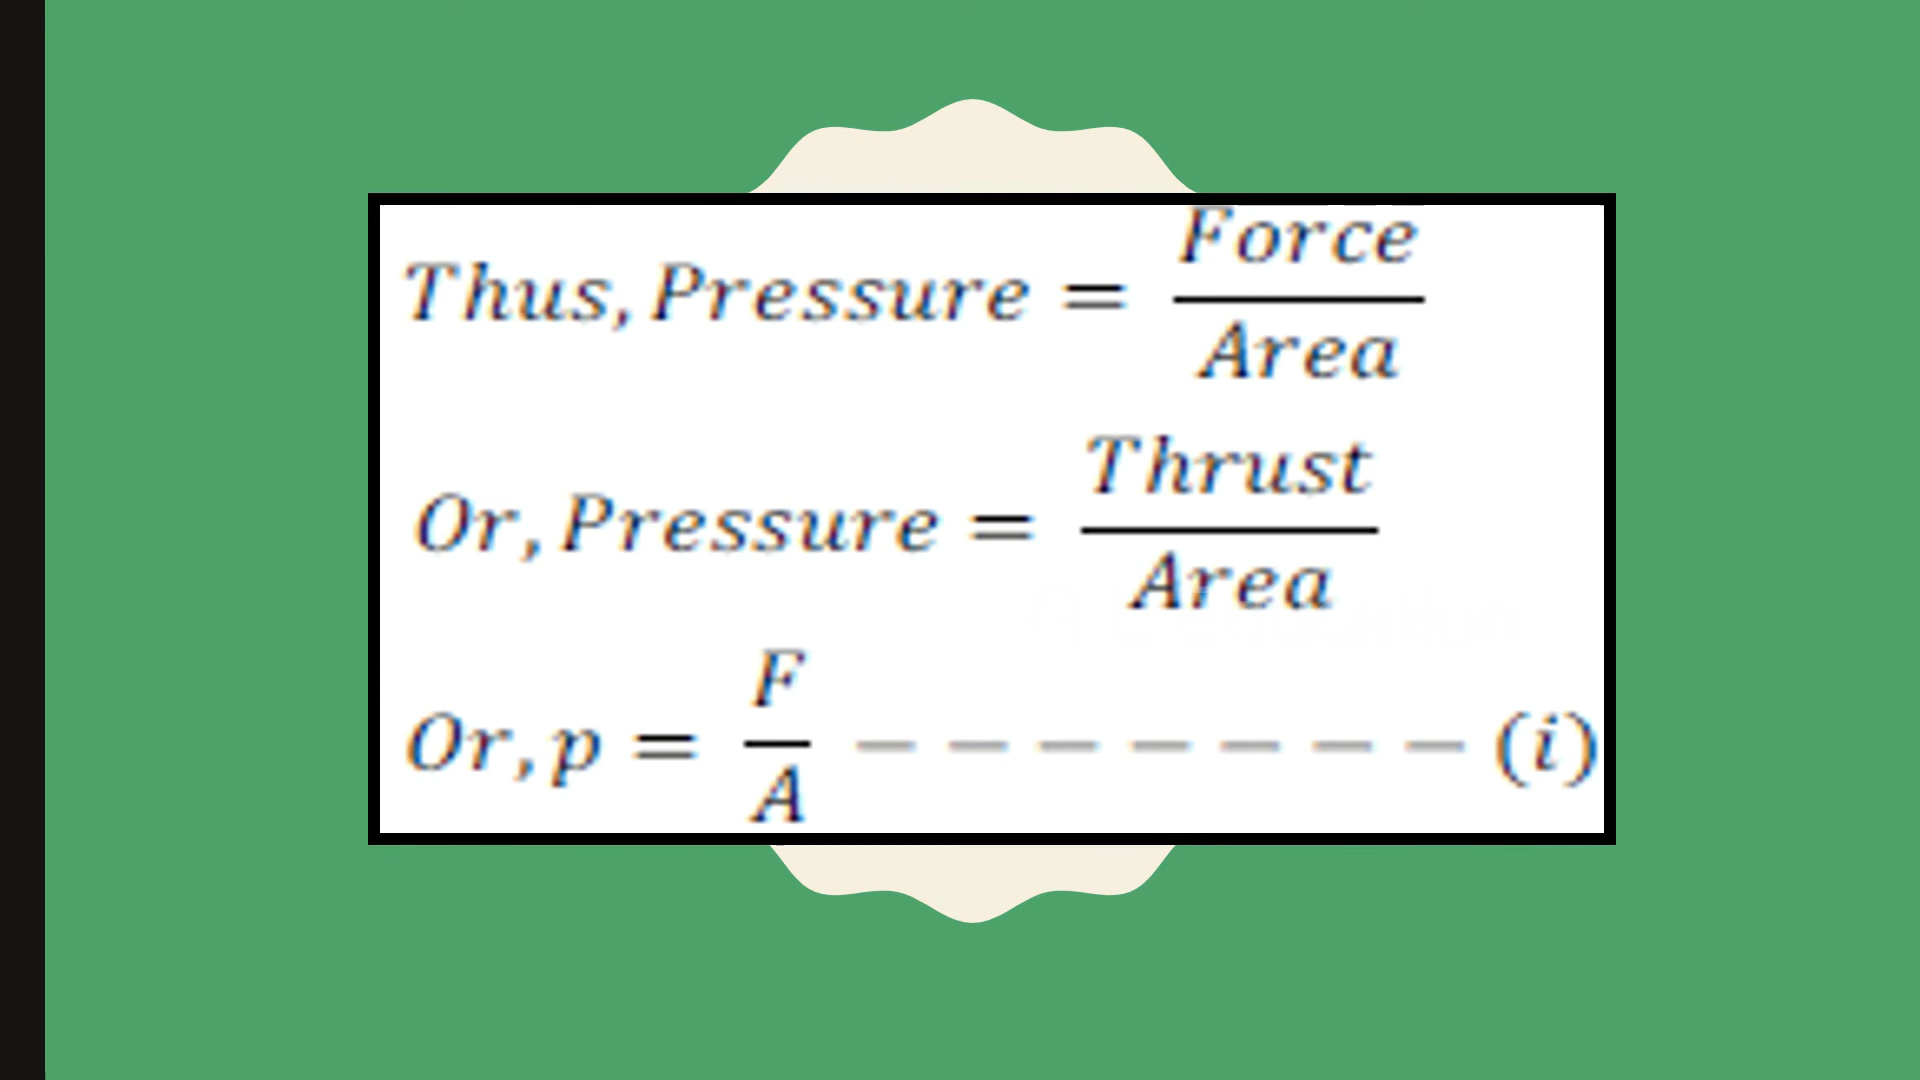 Thus, Pressure = Force / Area
Or, Pressure = Thrust / Area
Or, p = F / A − − − − − − − (i)